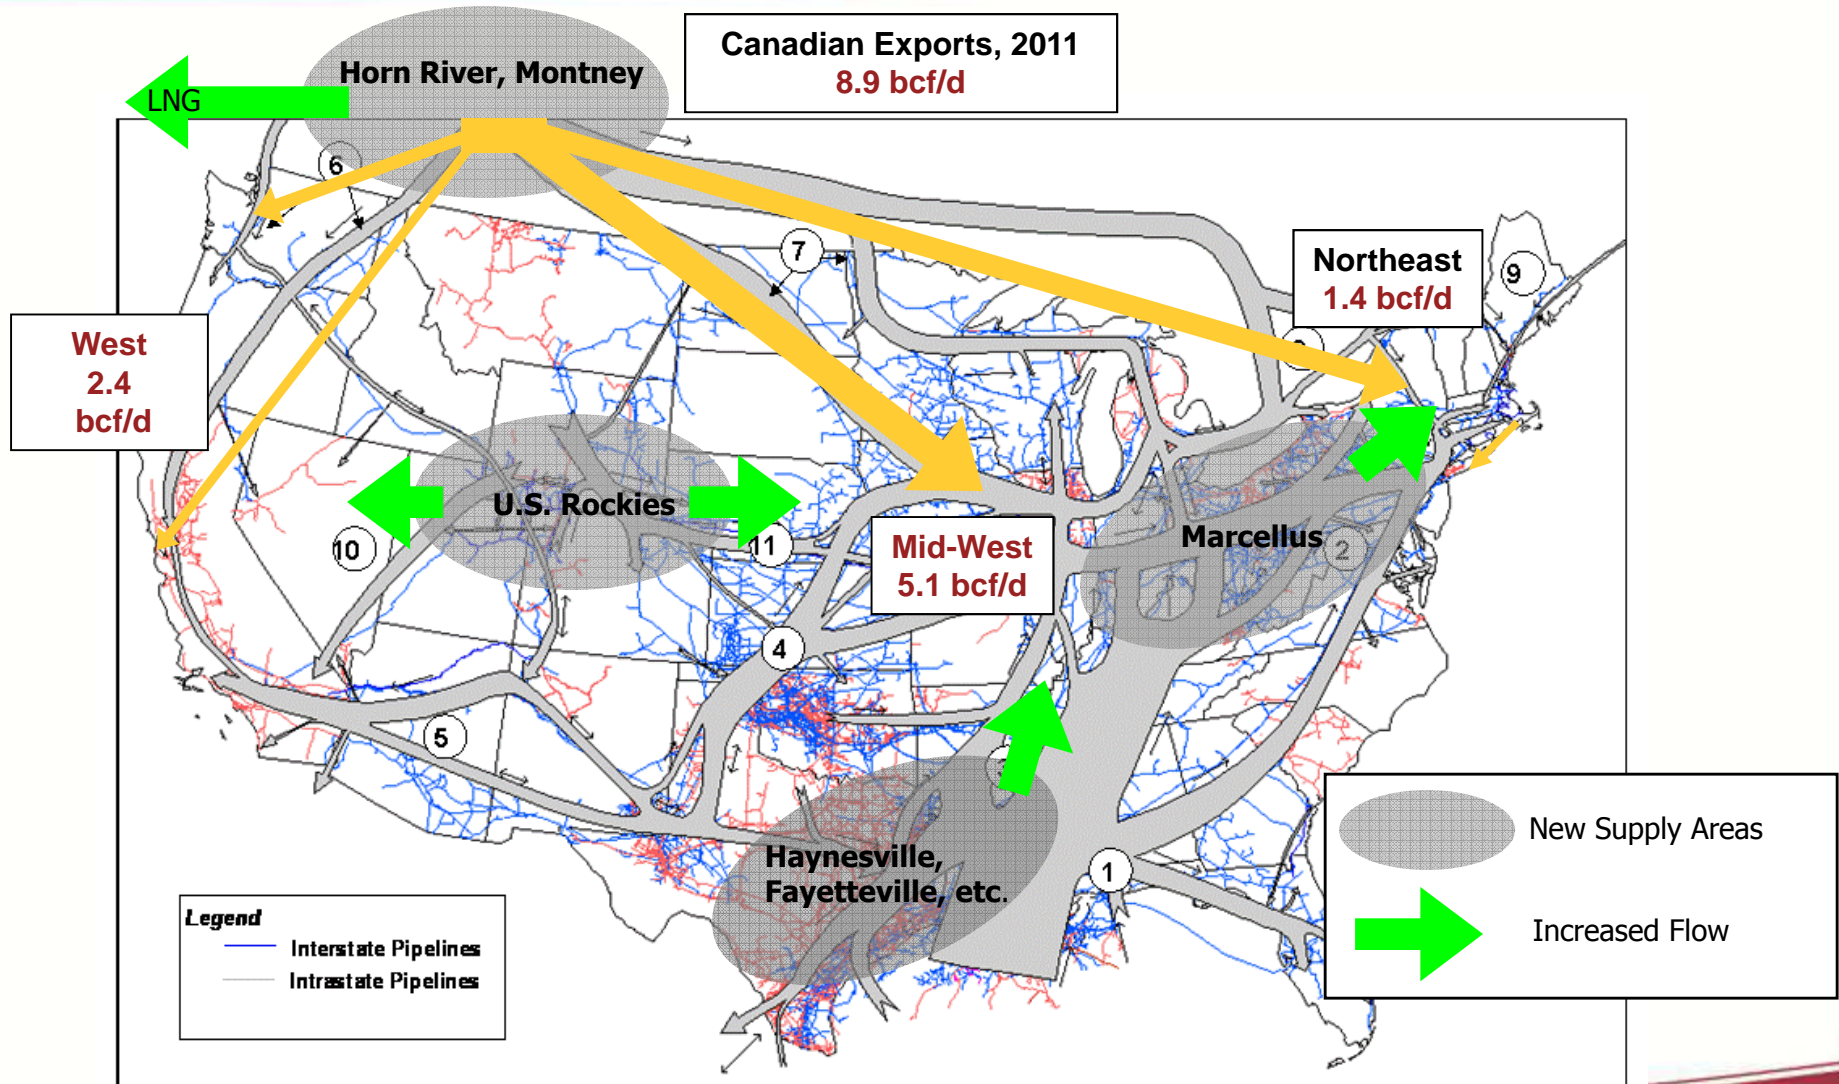 Canadian Exports, 2011
8.9 bcf/d
Horn River, Montney
LNG
6
7
Northeast
1.4 bcf/d
9
West
2.4
bcf/d
U.S. Rockies
10
11
Mid-West
5.1 bcf/d
Marcellus
2
4
5
Haynesville,
Fayetteville, etc.
1
New Supply Areas
Increased Flow
Legend
Interstate Pipelines
Intrastate Pipelines